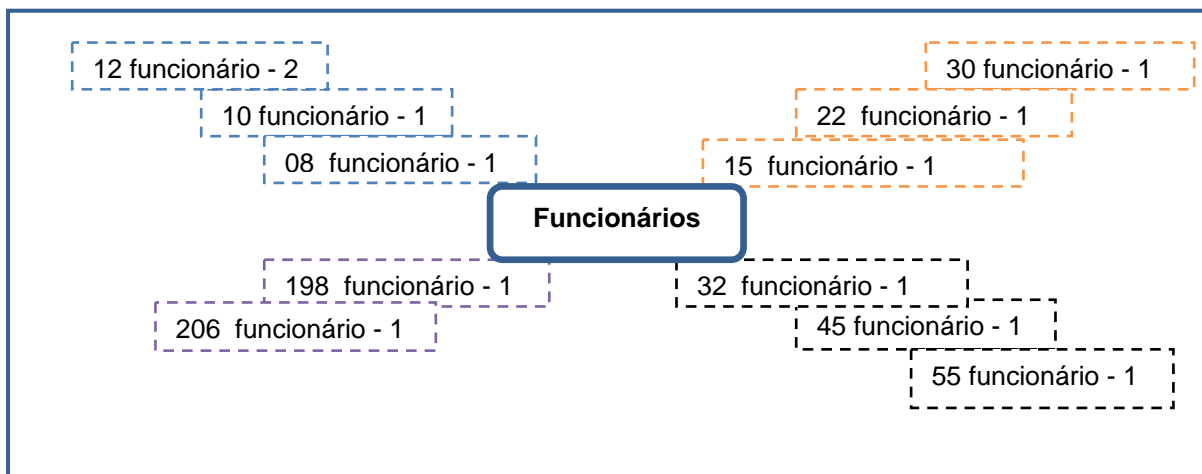 12 funcionário - 2
30 funcionário - 1
10 funcionário - 1
22 funcionário - 1
08 funcionário - 1
15 funcionário - 1
Funcionários
198 funcionário - 1
32 funcionário - 1
206 funcionário - 1
45 funcionário - 1
55 funcionário - 1